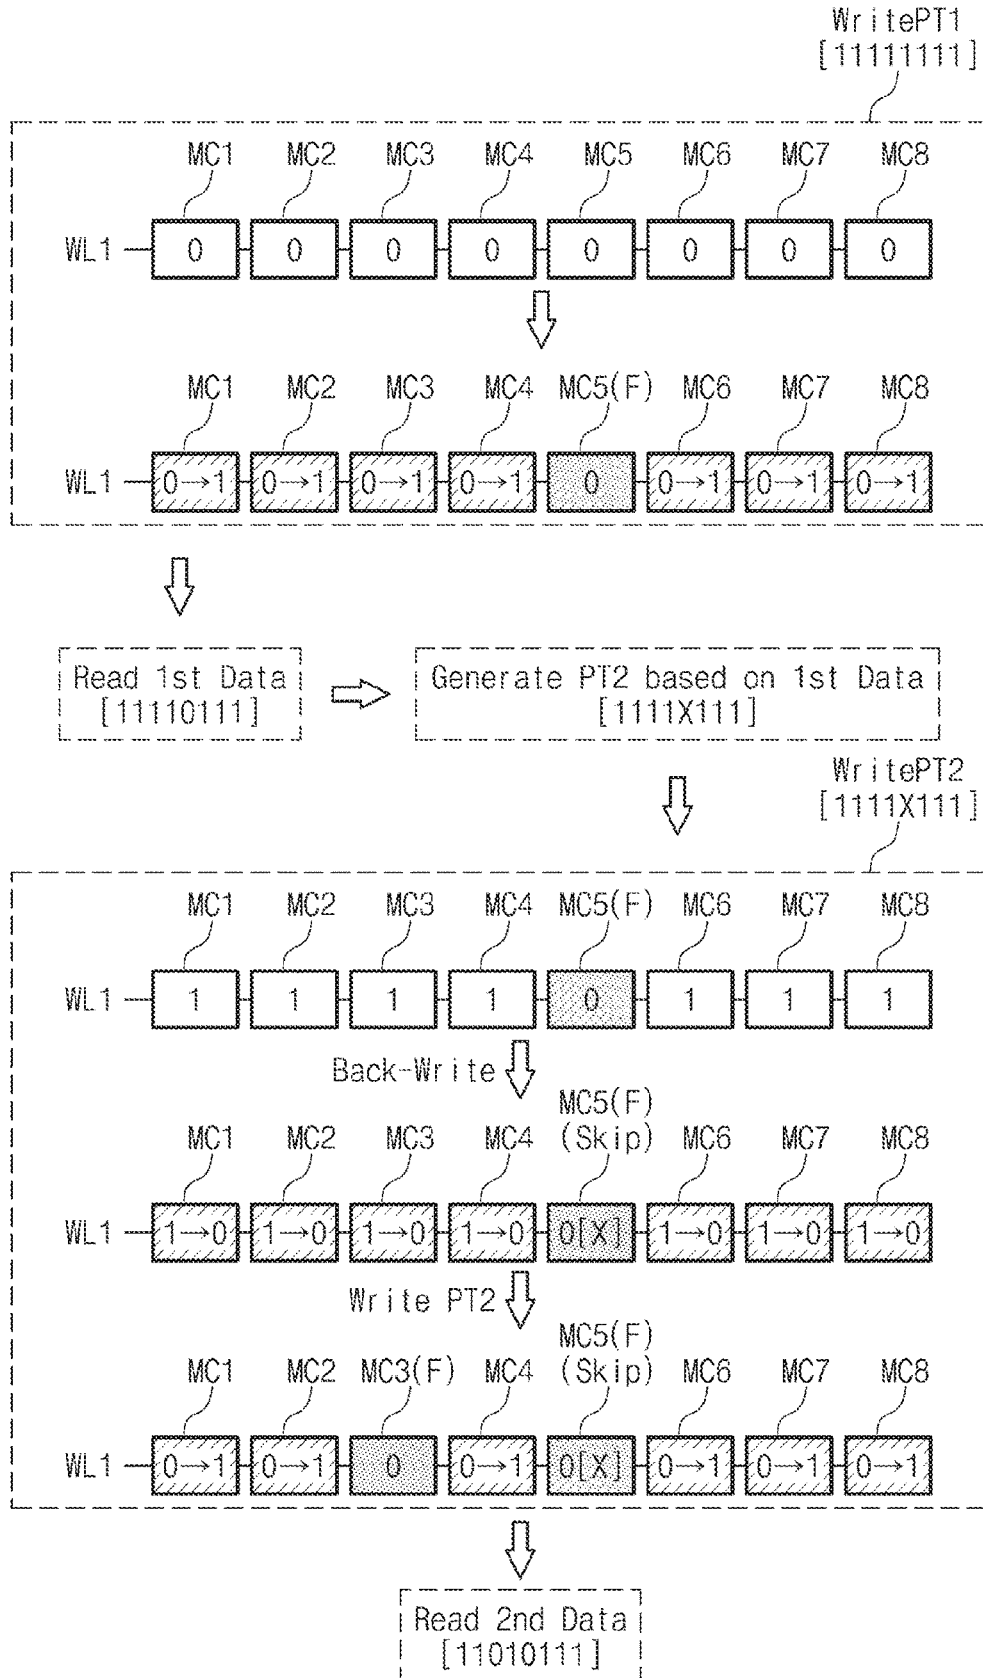 WritePT1
[11111111]
MC1 MC2 MC3 MC4 MC5 MC6 MC7 MC8
WL1 0 0 0 0 0 0 0 0
MC1 MC2 MC3 MC4 MC5(F) MC6 MC7 MC8
WL1 0→1 0→1 0→1 0→1 0 0→1 0→1 0→1
Read 1st Data
[11110111]
Generate PT2 based on 1st Data
[1111X111]
WritePT2
[1111X111]
MC1 MC2 MC3 MC4 MC5(F) MC6 MC7 MC8
WL1 1 1 1 1 0 1 1 1
Back-Write
MC5(F)
MC1 MC2 MC3 MC4 (Skip) MC6 MC7 MC8
WL1 1→0 1→0 1→0 1→0 0[X] 1→0 1→0 1→0
Write PT2
MC5(F)
MC1 MC2 MC3(F) MC4 (Skip) MC6 MC7 MC8
WL1 0→1 0→1 0 0→1 0[X] 0→1 0→1 0→1
Read 2nd Data
[11010111]